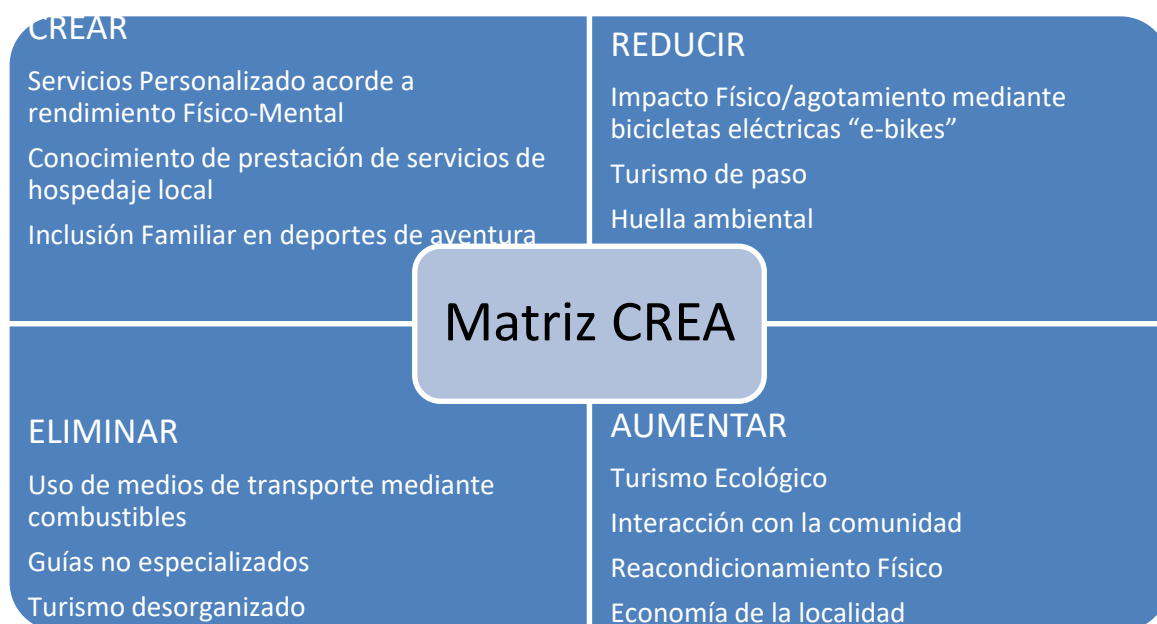 CREAR
Servicios Personalizado acorde a
rendimiento Físico-Mental
Conocimiento de prestación de servicios de
hospedaje local
Inclusión Familiar en deportes de aventura
REDUCIR
Impacto Físico/agotamiento mediante
bicicletas eléctricas “e-bikes”
Turismo de paso
Huella ambiental
Matriz CREA
ELIMINAR
Uso de medios de transporte mediante
combustibles
Guías no especializados
Turismo desorganizado
AUMENTAR
Turismo Ecológico
Interacción con la comunidad
Reacondicionamiento Físico
Economía de la localidad